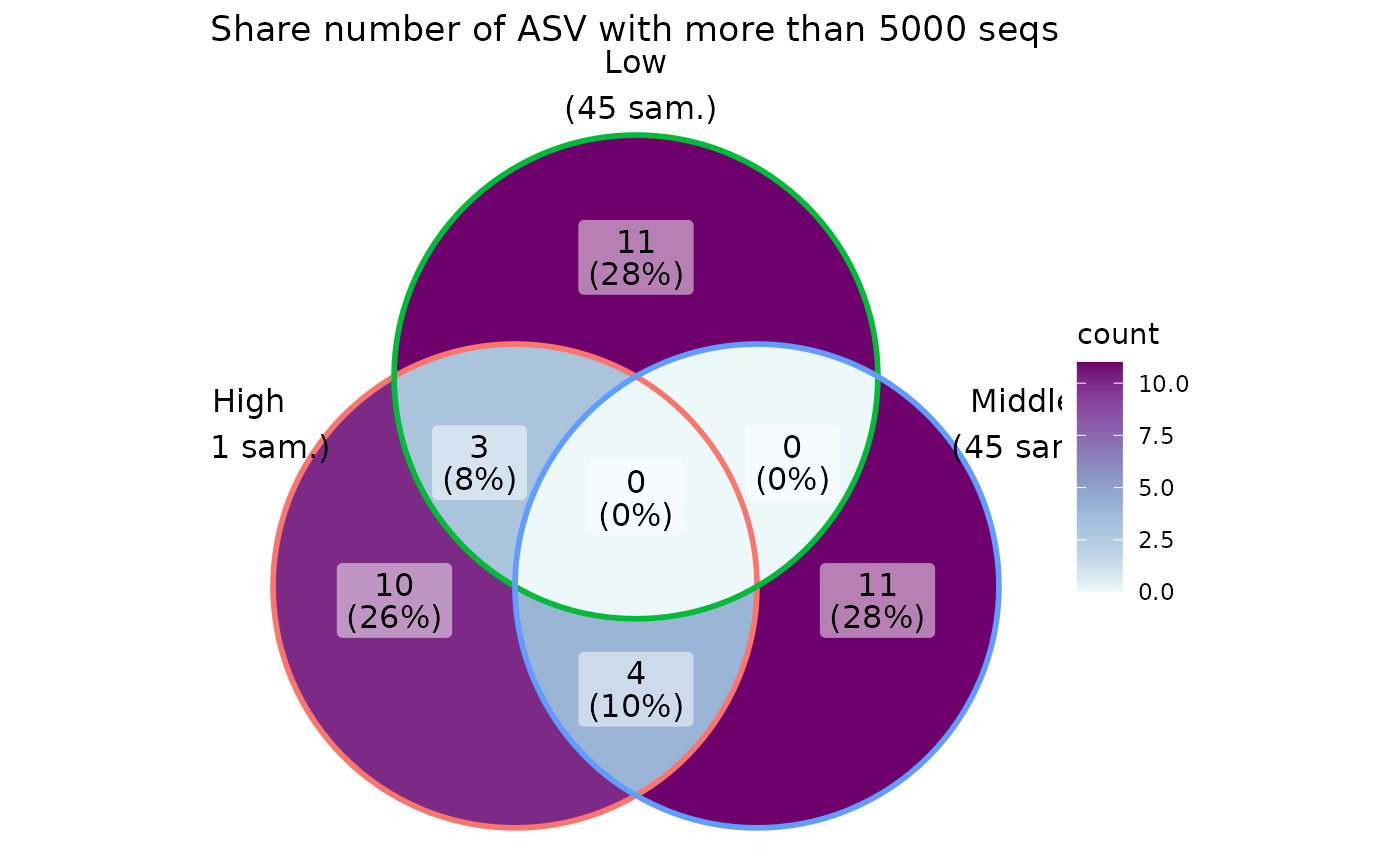 Share number of ASV with more than 5000 seqs
Low
(45 sam.)
11
(28%)
High
1 sam.)
Middle
(45 sam
3
(8%)
0
(0%)
0
(0%)
10
(26%)
11
(28%)
4
(10%)
count
10.0
7.5
5.0
2.5
0.0